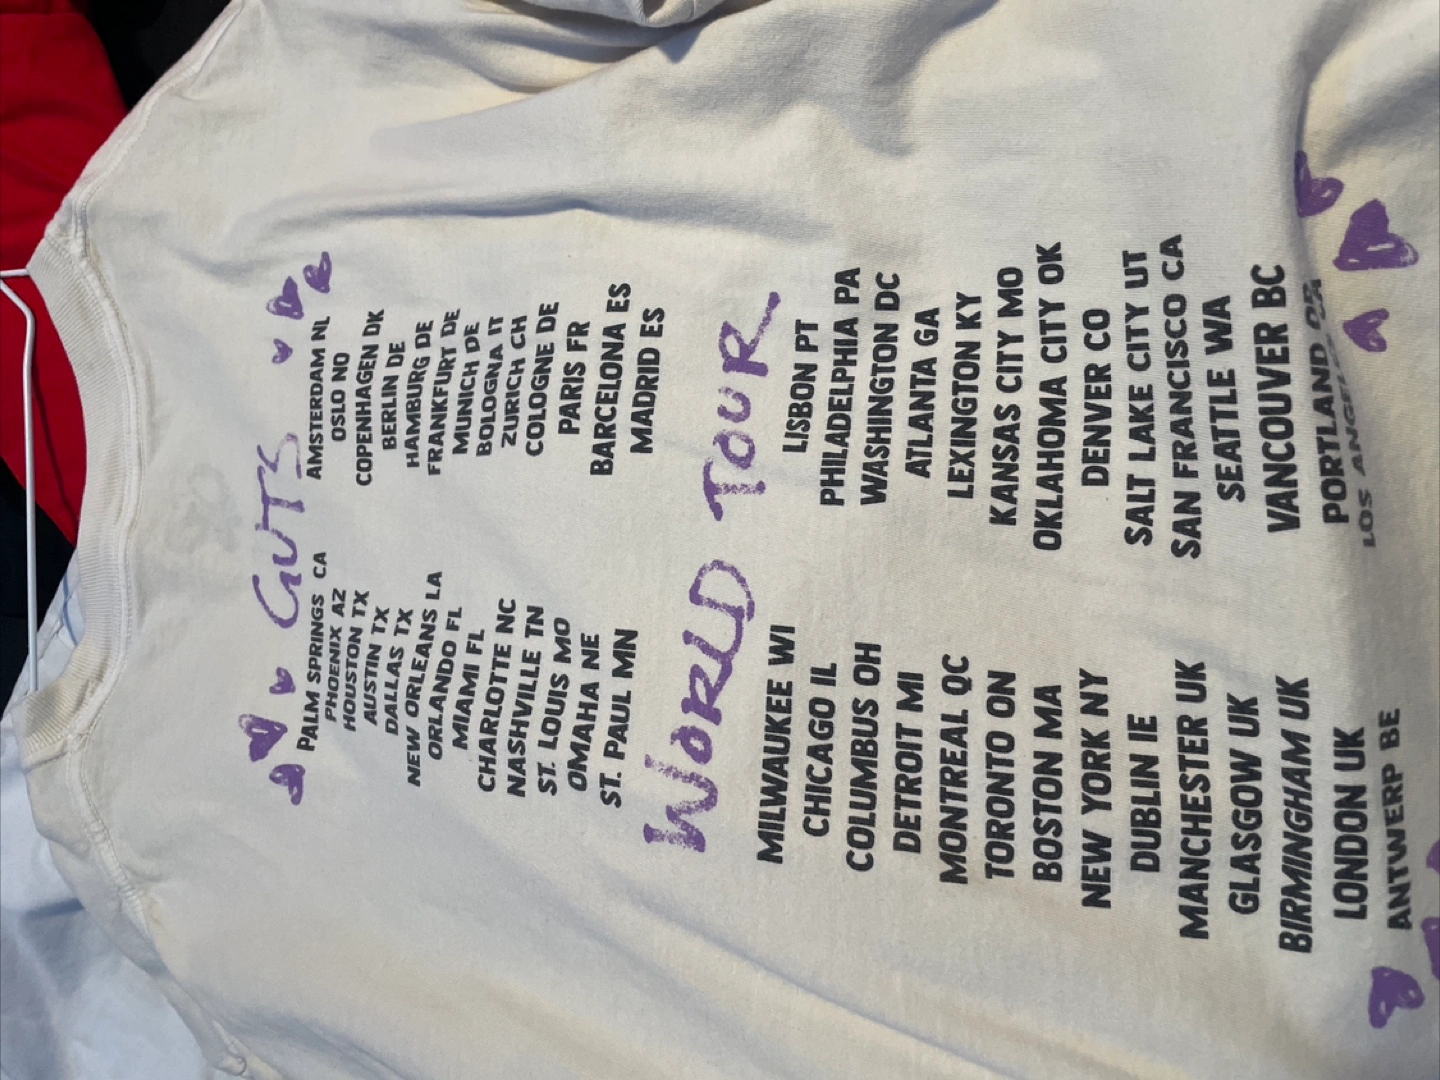 GUTS
PALM SPRINGS CA
PHOENIX AZ
HOUSTON TX
AUSTIN TX
DALLAS TX
NEW ORLEANS LA
ORLANDO FL
MIAMI FL
CHARLOTTE NC
NASHVILLE TN
ST. LOUIS MO
OMAHA NE
ST. PAUL MN
AMSTERDAM NL
OSLO NO
COPENHAGEN DK
BERLIN DE
HAMBURG DE
FRANKFURT DE
MUNICH DE
BOLOGNA IT
ZURICH CH
COLOGNE DE
PARIS FR
BARCELONA ES
MADRID ES
WORLD TOUR
MILWAUKEE WI
CHICAGO IL
COLUMBUS OH
DETROIT MI
MONTREAL QC
TORONTO ON
BOSTON MA
NEW YORK NY
DUBLIN IE
MANCHESTER UK
GLASGOW UK
BIRMINGHAM UK
LONDON UK
ANTWERP BE
LISBON PT
PHILADELPHIA PA
WASHINGTON DC
ATLANTA GA
LEXINGTON KY
KANSAS CITY MO
OKLAHOMA CITY OK
DENVER CO
SALT LAKE CITY UT
SAN FRANCISCO CA
SEATTLE WA
VANCOUVER BC
PORTLAND
LOS